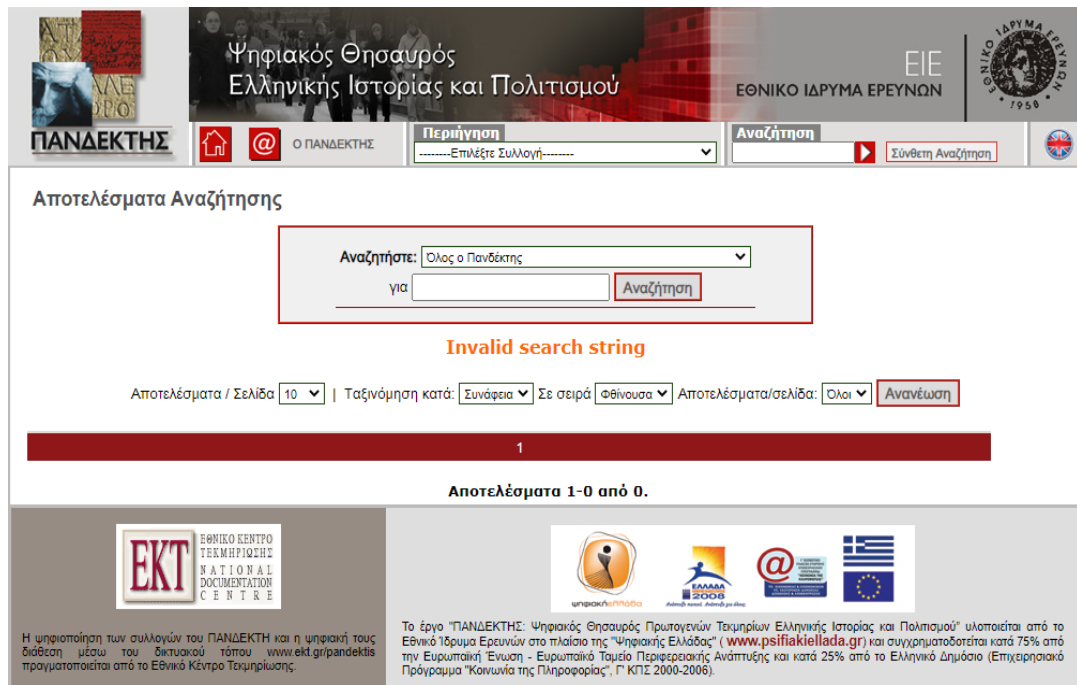 Ψηφιακός Θησαυρός
Ελληνικής Ιστορίας και Πολιτισμού
ΕΙΕ
ΕΘΝΙΚΟ ΙΔΡΥΜΑ ΕΡΕΥΝΩΝ
ΕΘΝΙΚΟΝ ΙΔΡΥΜΑ ΕΡΕΥΝΩΝ
• 1958 •
ΠΑΝΔΕΚΤΗΣ
@
Ο ΠΑΝΔΕΚΤΗΣ
Περιήγηση
--------Επιλέξτε Συλλογή--------
Αναζήτηση
Σύνθετη Αναζήτηση
Αποτελέσματα Αναζήτησης
Αναζητήστε: Όλος ο Πανδέκτης
για Αναζήτηση
Invalid search string
Αποτελέσματα / Σελίδα 10 | Ταξινόμηση κατά: Συνάφεια Σε σειρά Φθίνουσα Αποτελέσματα/σελίδα: Όλοι Ανανέωση
1
Αποτελέσματα 1-0 από 0.
ΕΚΤ
ΕΘΝΙΚΟ ΚΕΝΤΡΟ
ΤΕΚΜΗΡΙΩΣΗΣ
NATIONAL
DOCUMENTATION
CENTRE
Η ψηφιοποίηση των συλλογών του ΠΑΝΔΕΚΤΗ και η ψηφιακή τους
διάθεση μέσω του δικτυακού τόπου www.ekt.gr/pandektis
πραγματοποιείται από το Εθνικό Κέντρο Τεκμηρίωσης.
ψηφιακήελλάδα
ΕΛΛΑΔΑ
2008
@
Το έργο "ΠΑΝΔΕΚΤΗΣ: Ψηφιακός Θησαυρός Πρωτογενών Τεκμηρίων Ελληνικής Ιστορίας και Πολιτισμού" υλοποιείται από το
Εθνικό Ίδρυμα Ερευνών στο πλαίσιο της "Ψηφιακής Ελλάδας" ( www.psifiakiellada.gr) και συγχρηματοδοτείται κατά 75% από
την Ευρωπαϊκή Ένωση - Ευρωπαϊκό Ταμείο Περιφερειακής Ανάπτυξης και κατά 25% από το Ελληνικό Δημόσιο (Επιχειρησιακό
Πρόγραμμα "Κοινωνία της Πληροφορίας", Γ' ΚΠΣ 2000-2006).